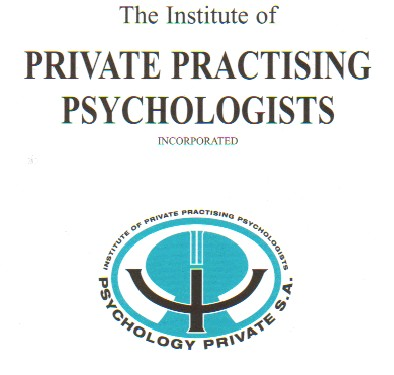 The Institute of
PRIVATE PRACTISING
PSYCHOLOGISTS
INCORPORATED
INSTITUTE OF PRIVATE PRACTISING PSYCHOLOGISTS
PSYCHOLOGY PRIVATE S.A.